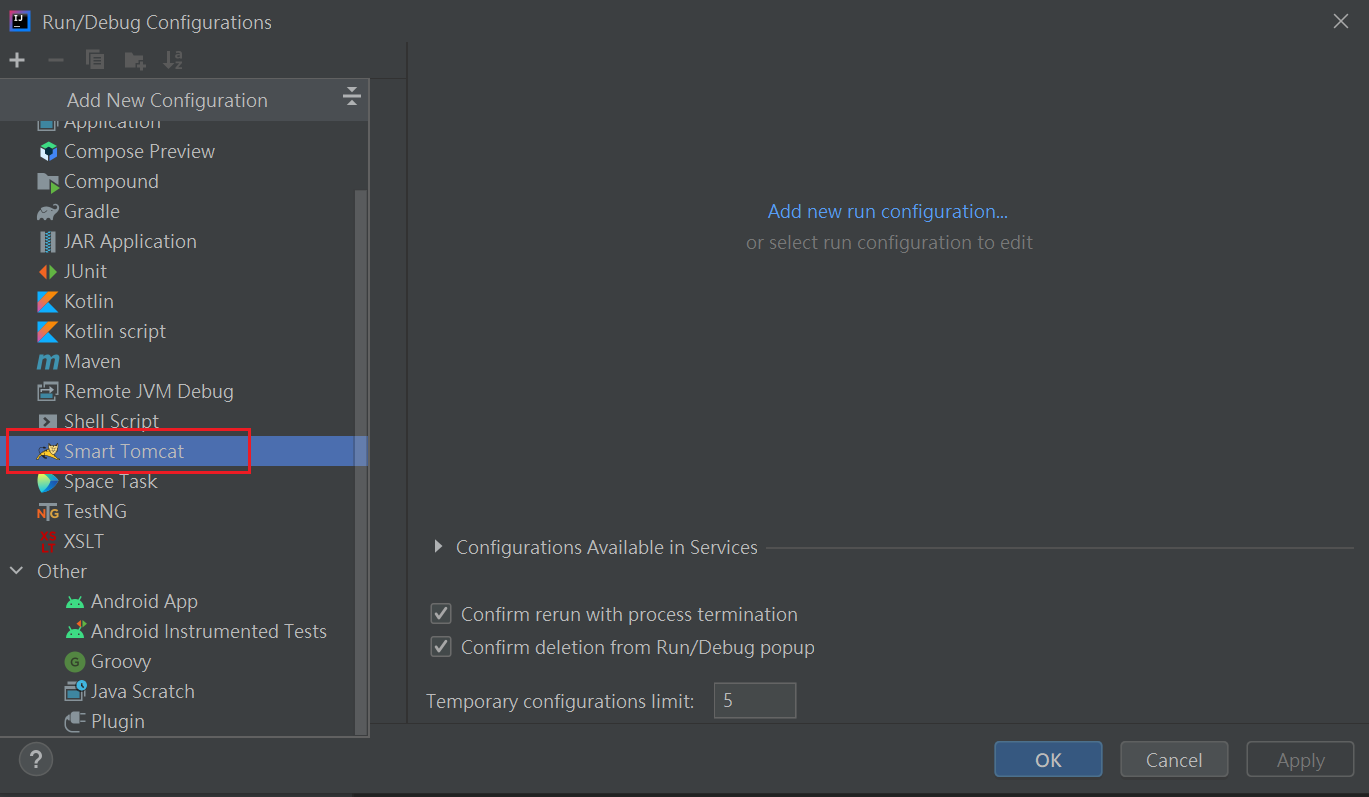 Run/Debug Configurations
Add New Configuration
Application
Compose Preview
Compound
Gradle
JAR Application
JUnit
Kotlin
Kotlin script
Maven
Remote JVM Debug
Shell Script
Smart Tomcat
Space Task
TestNG
XSLT
Other
Android App
Android Instrumented Tests
Groovy
Java Scratch
Plugin
Add new run configuration...
or select run configuration to edit
Configurations Available in Services
Confirm rerun with process termination
Confirm deletion from Run/Debug popup
Temporary configurations limit: 5
? OK Cancel Apply